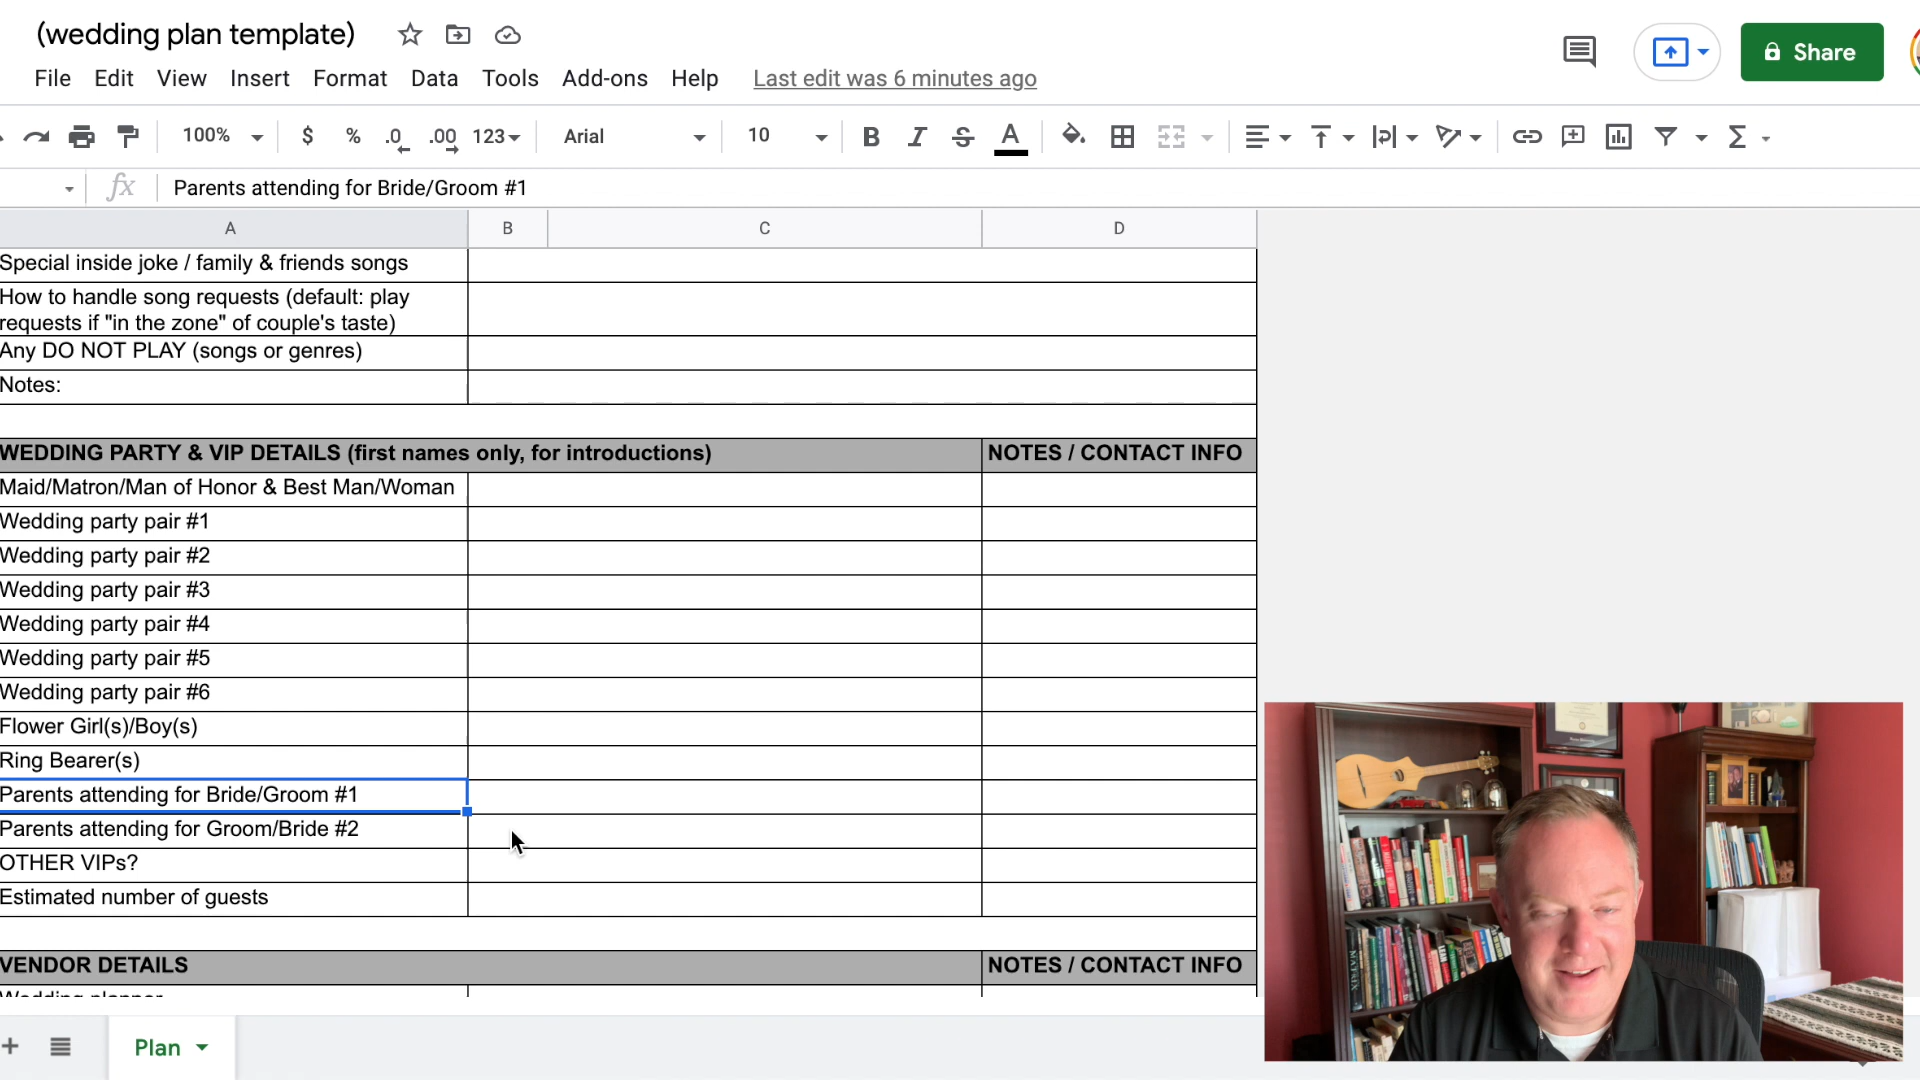 (wedding plan template)
File Edit View Insert Format Data Tools Add-ons Help Last edit was 6 minutes ago
Share
100% $ % .0 .00 123 Arial 10 B I S A
fx Parents attending for Bride/Groom #1
A B C D
Special inside joke / family & friends songs
How to handle song requests (default: play
requests if "in the zone" of couple's taste)
Any DO NOT PLAY (songs or genres)
Notes:
WEDDING PARTY & VIP DETAILS (first names only, for introductions) NOTES / CONTACT INFO
Maid/Matron/Man of Honor & Best Man/Woman
Wedding party pair #1
Wedding party pair #2
Wedding party pair #3
Wedding party pair #4
Wedding party pair #5
Wedding party pair #6
Flower Girl(s)/Boy(s)
Ring Bearer(s)
Parents attending for Bride/Groom #1
Parents attending for Groom/Bride #2
OTHER VIPs?
Estimated number of guests
VENDOR DETAILS NOTES / CONTACT INFO
Wedding planner
Plan